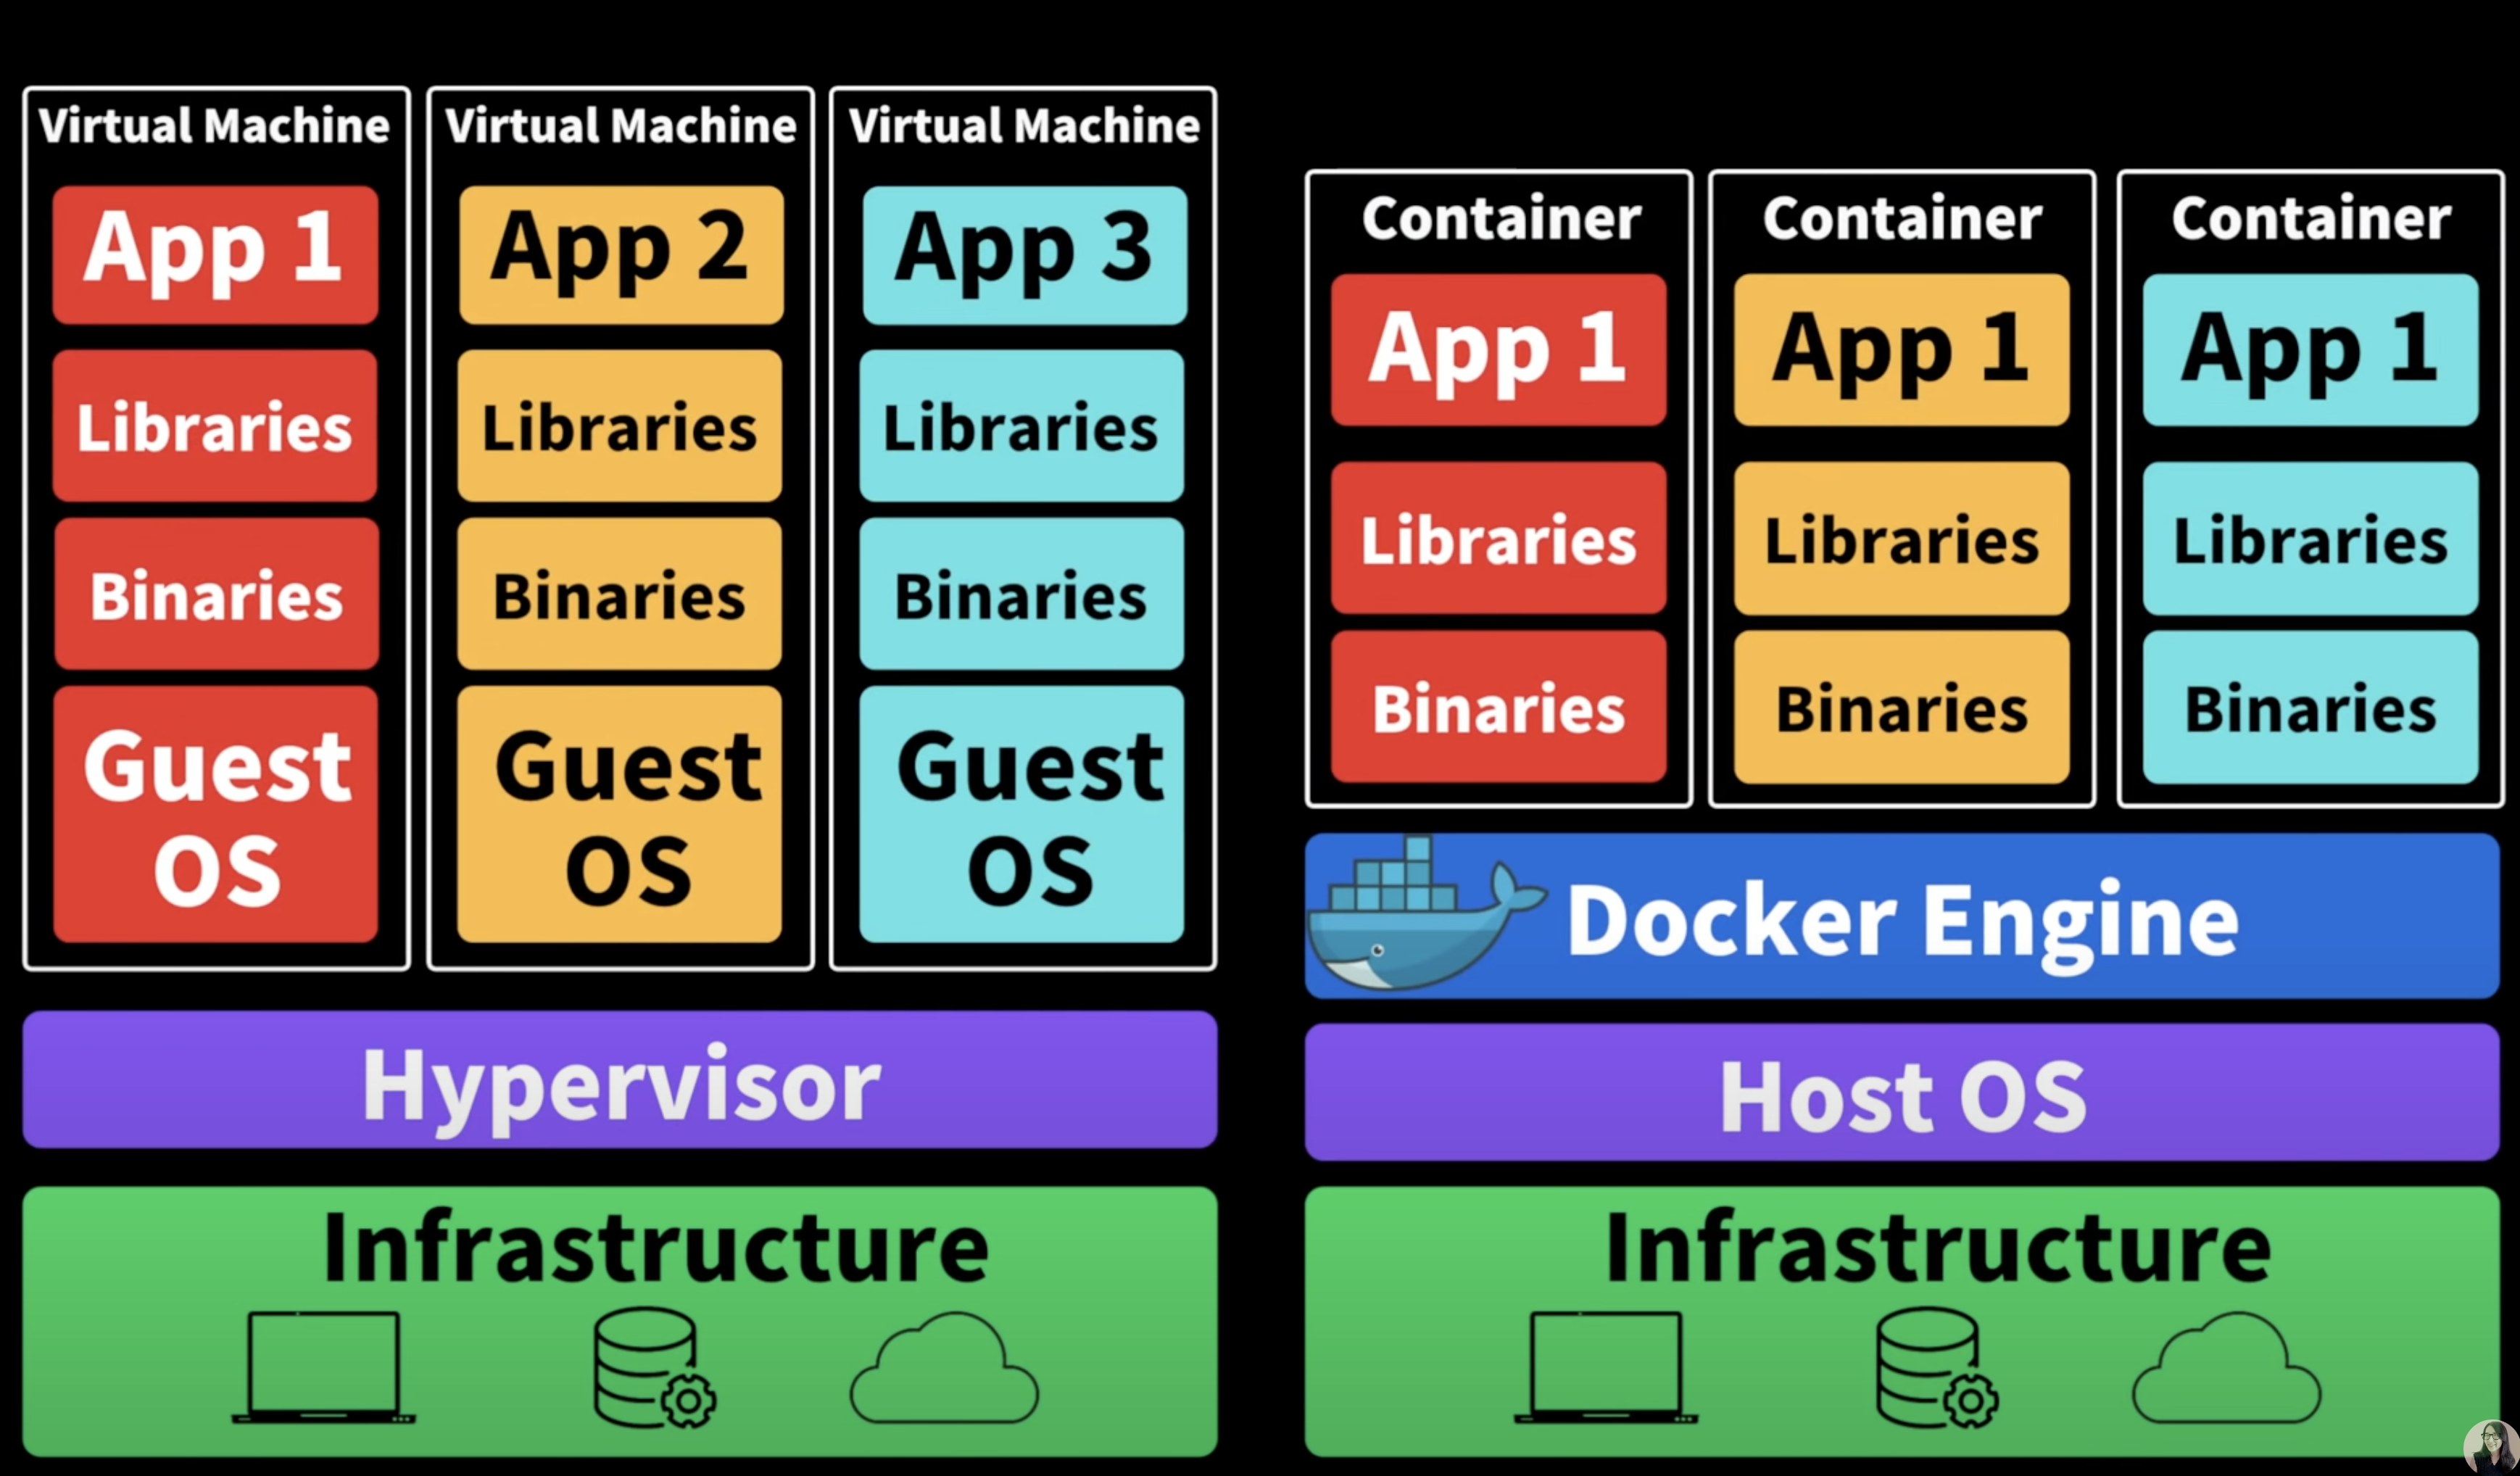 Virtual Machine
App 1
Libraries
Binaries
Guest
OS
Virtual Machine
App 2
Libraries
Binaries
Guest
OS
Virtual Machine
App 3
Libraries
Binaries
Guest
OS
Hypervisor
Infrastructure
Container
App 1
Libraries
Binaries
Container
App 1
Libraries
Binaries
Container
App 1
Libraries
Binaries
Docker Engine
Host OS
Infrastructure